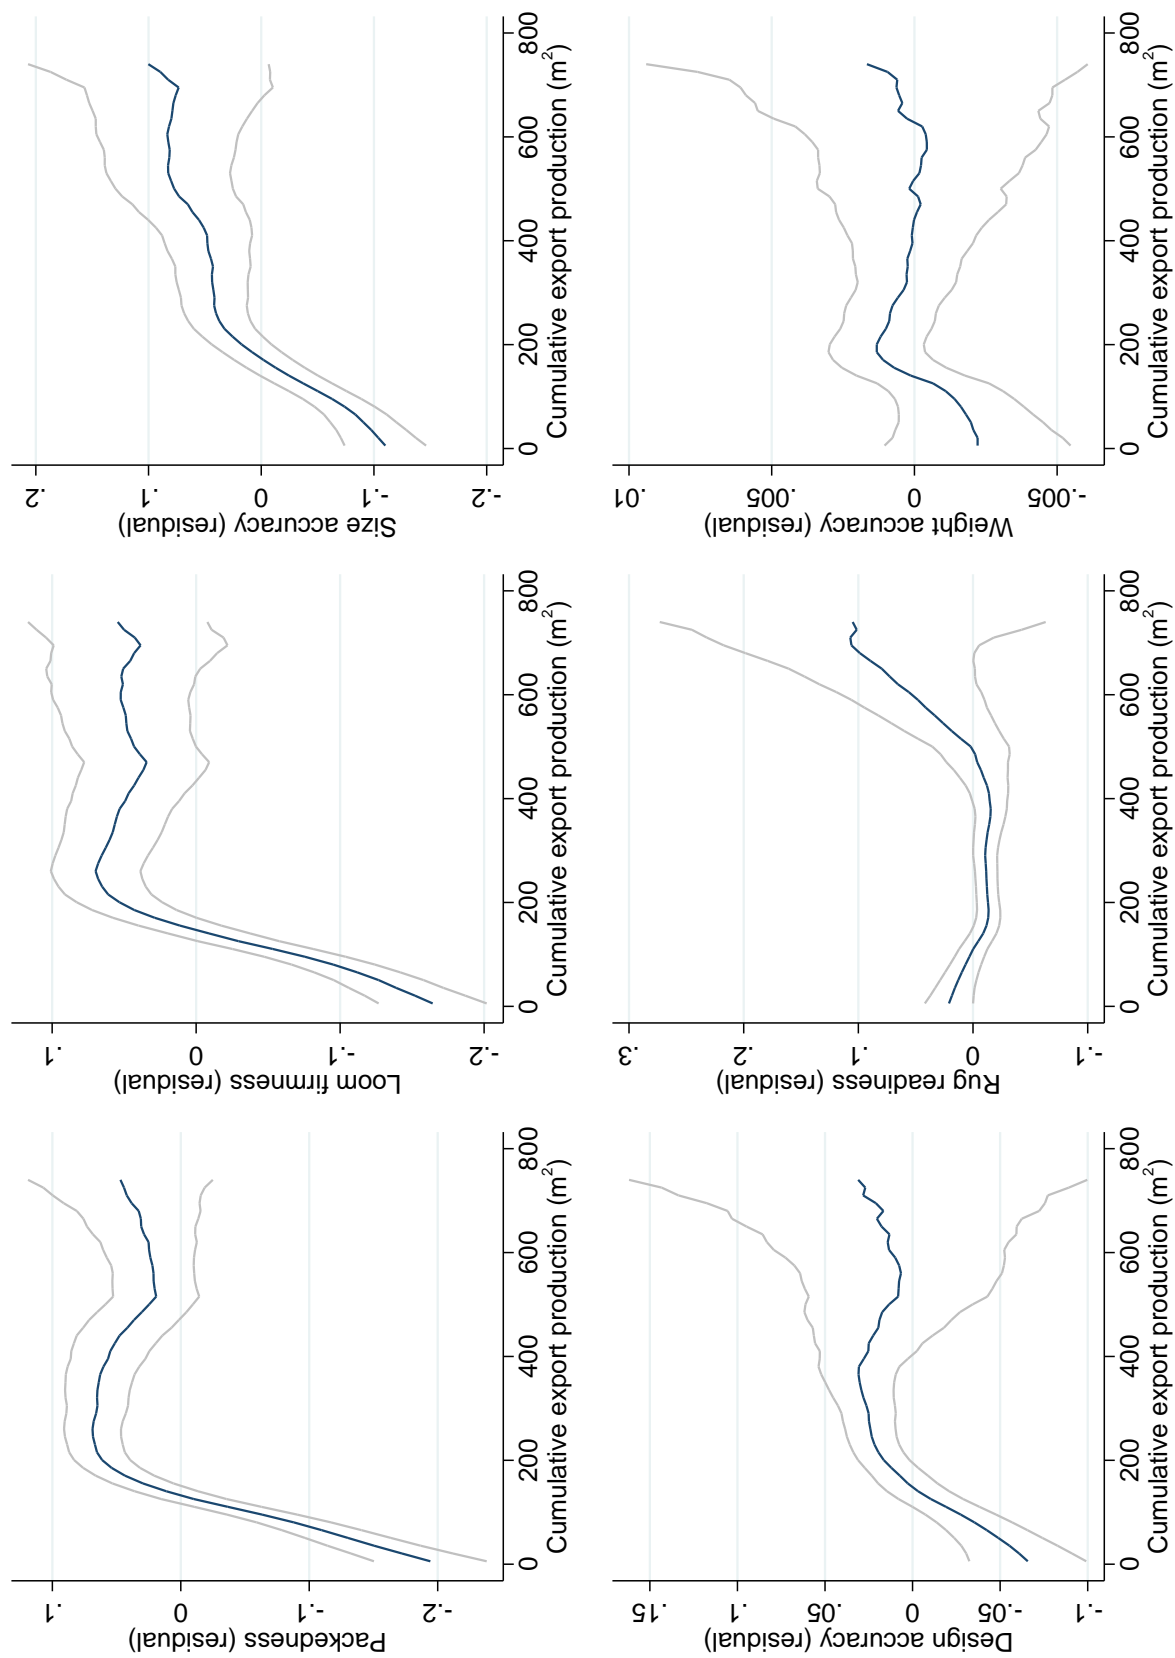 Packedness (residual)
.1
0
-.1
-.2
0 200 400 600 800
Cumulative export production (m²)
Loom firmness (residual)
.1
0
-.1
-.2
0 200 400 600 800
Cumulative export production (m²)
Size accuracy (residual)
.2
.1
0
-.1
-.2
0 200 400 600 800
Cumulative export production (m²)
Design accuracy (residual)
.15
.1
.05
0
-.05
-.1
0 200 400 600 800
Cumulative export production (m²)
Rug readiness (residual)
.3
.2
.1
0
-.1
0 200 400 600 800
Cumulative export production (m²)
Weight accuracy (residual)
.01
.005
0
-.005
0 200 400 600 800
Cumulative export production (m²)